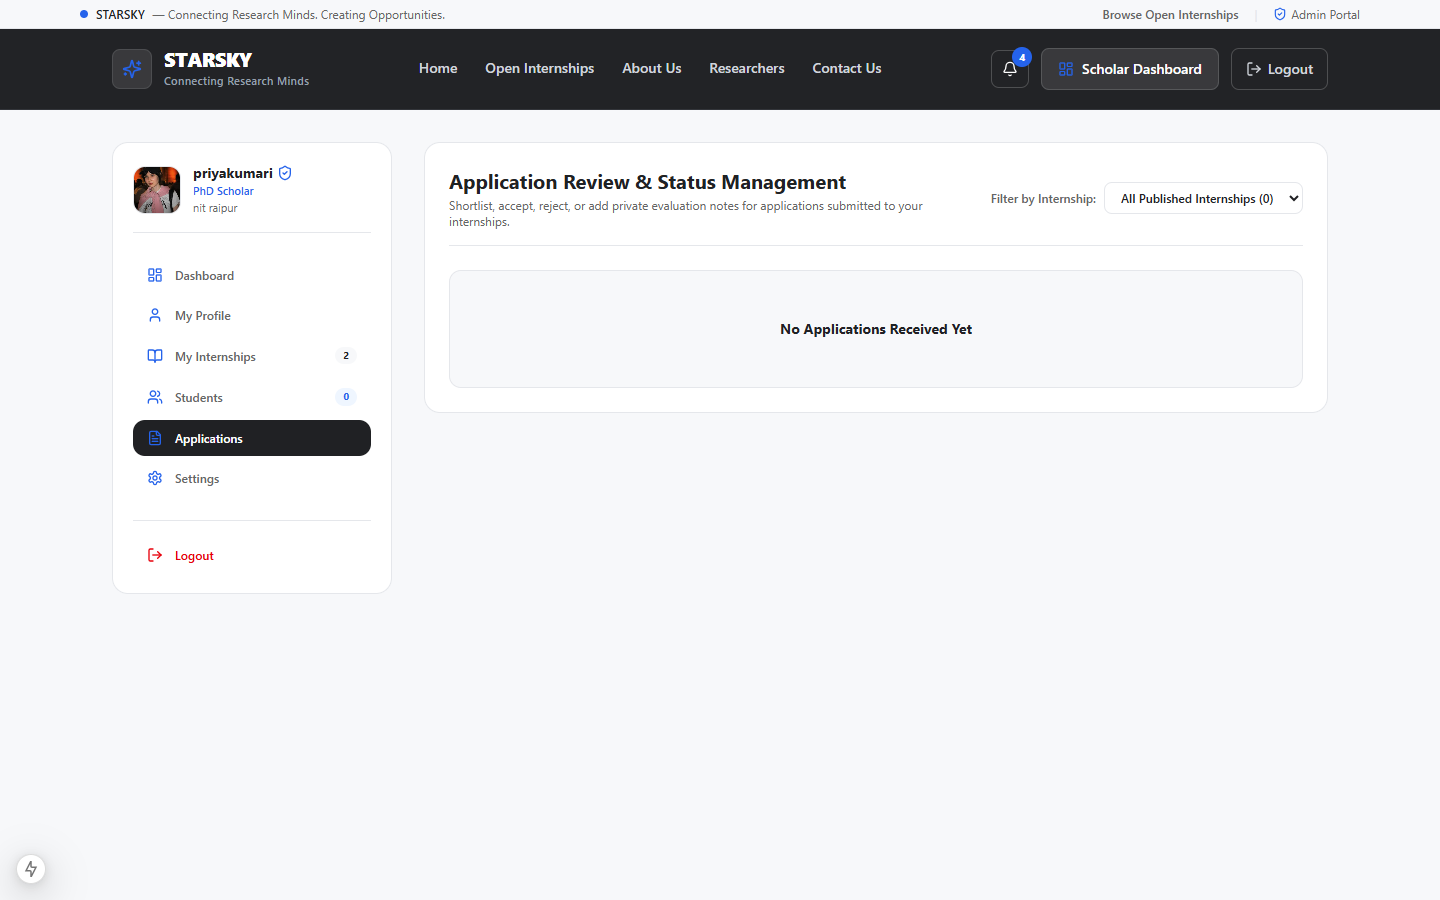 STARSKY — Connecting Research Minds. Creating Opportunities.
Browse Open Internships
Admin Portal
STARSKY
Connecting Research Minds
Home
Open Internships
About Us
Researchers
Contact Us
4
Scholar Dashboard
Logout
priyakumari
PhD Scholar
nit raipur
Dashboard
My Profile
My Internships 2
Students 0
Applications
Settings
Logout
Application Review & Status Management
Shortlist, accept, reject, or add private evaluation notes for applications submitted to your
internships.
Filter by Internship: All Published Internships (0)
No Applications Received Yet